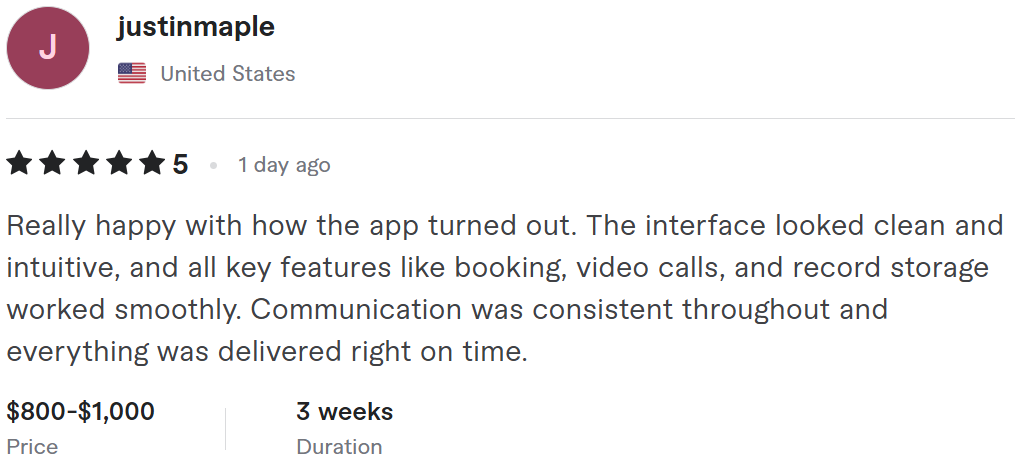 J
justinmaple
United States
5 • 1 day ago
Really happy with how the app turned out. The interface looked clean and
intuitive, and all key features like booking, video calls, and record storage
worked smoothly. Communication was consistent throughout and
everything was delivered right on time.
$800-$1,000
Price
3 weeks
Duration